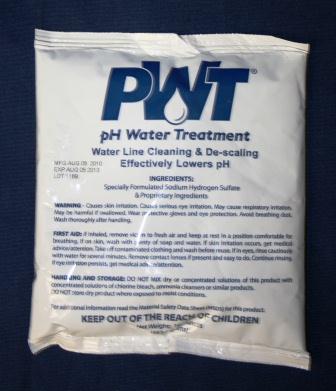 PWT®
pH Water Treatment
Water Line Cleaning & De-scaling
Effectively Lowers pH
MFG AUG 09. 2010
EXP AUG 09.2013
LOT 1189
INGREDIENTS:
Specially Formulated Sodium Hydrogen Sulfate
& Proprietary Ingredients
WARNING - Causes skin irritation. Causes serious eye irritation. May cause respiratory irritation.
May be harmful if swallowed. Wear protective gloves and eye protection. Avoid breathing dust.
Wash thoroughly after handling.
FIRST AID: If inhaled, remove victim to fresh air and keep at rest in a position comfortable for
breathing. If on skin, wash with plenty of soap and water. If skin irritation occurs, get medical
advice/attention. Take off contaminated clothing and wash before reuse. If in eyes, rinse cautiously
with water for several minutes. Remove contact lenses if present and easy to do. Continue rinsing.
If eye irritation persists, get medical advice/attention.
HANDLING AND STORAGE: DO NOT MIX dry or concentrated solutions of this product with
concentrated solutions of chlorine bleach, ammonia cleansers or similar products.
DO NOT store dry product where exposed to moist conditions.
For additional information read the Material Safety Data Sheet (MSDS) for this product.
KEEP OUT OF THE REACH OF CHILDREN
Net Weight: